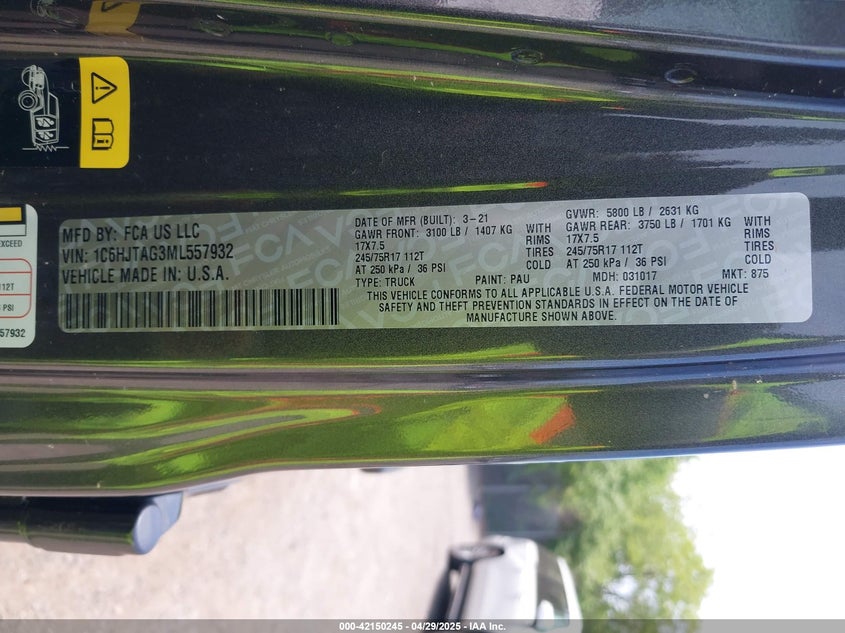 MFD BY: FCA US LLC
VIN: 1C6HJTAG3ML557932
VEHICLE MADE IN U.S.A.
DATE OF MFR (BUILT): 3-21
GAWR FRONT: 3100 LB / 1407 KG WITH
17X7.5 RIMS
245/75R17 112T TIRES
AT 250 kPa / 36 PSI COLD
GVWR: 5800 LB / 2631 KG
GAWR REAR: 3750 LB / 1701 KG WITH
17X7.5 RIMS
245/75R17 112T TIRES
AT 250 kPa / 36 PSI COLD
TYPE: TRUCK PAINT: PAU MDH: 031017 MKT: 875
THIS VEHICLE CONFORMS TO ALL APPLICABLE U.S.A. FEDERAL MOTOR VEHICLE
SAFETY AND THEFT PREVENTION STANDARDS IN EFFECT ON THE DATE OF
MANUFACTURE SHOWN ABOVE.
EXCEED
112T
PSI
557932
000-42150245 - 04/29/2025 - IAA Inc.